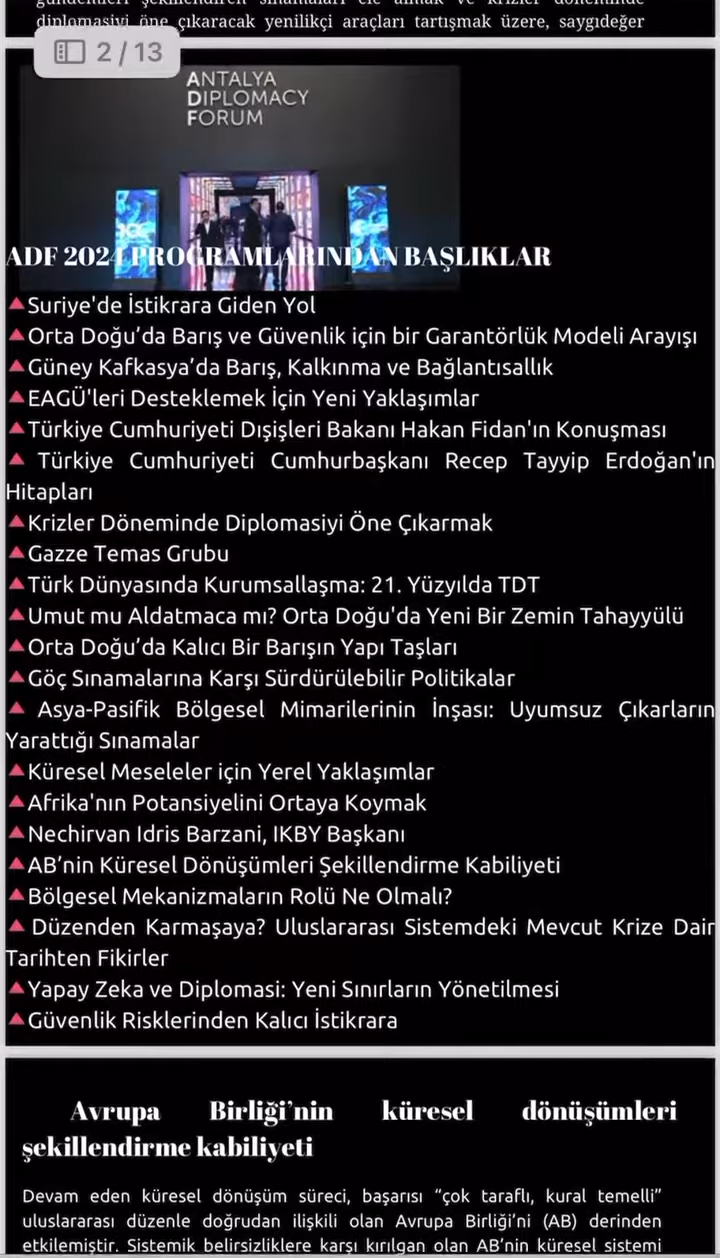 gündemleri şekillendiren sınamaları ele almak ve krizler döneminde
diplomasiyi öne çıkaracak yenilikçi araçları tartışmak üzere, saygıdeğer
2 / 13
ANTALYA
DIPLOMACY
FORUM
ADF 2024 PROGRAMLARINDAN BAŞLIKLAR
Suriye'de İstikrara Giden Yol
Orta Doğu’da Barış ve Güvenlik için bir Garantörlük Modeli Arayışı
Güney Kafkasya’da Barış, Kalkınma ve Bağlantısallık
EAGÜ'leri Desteklemek İçin Yeni Yaklaşımlar
Türkiye Cumhuriyeti Dışişleri Bakanı Hakan Fidan'ın Konuşması
Türkiye Cumhuriyeti Cumhurbaşkanı Recep Tayyip Erdoğan'ın
Hitapları
Krizler Döneminde Diplomasiyi Öne Çıkarmak
Gazze Temas Grubu
Türk Dünyasında Kurumsallaşma: 21. Yüzyılda TDT
Umut mu Aldatmaca mı? Orta Doğu'da Yeni Bir Zemin Tahayyülü
Orta Doğu’da Kalıcı Bir Barışın Yapı Taşları
Göç Sınamalarına Karşı Sürdürülebilir Politikalar
Asya-Pasifik Bölgesel Mimarilerinin İnşası: Uyumsuz Çıkarların
Yarattığı Sınamalar
Küresel Meseleler için Yerel Yaklaşımlar
Afrika'nın Potansiyelini Ortaya Koymak
Nechirvan Idris Barzani, IKBY Başkanı
AB’nin Küresel Dönüşümleri Şekillendirme Kabiliyeti
Bölgesel Mekanizmaların Rolü Ne Olmalı?
Düzenden Karmaşaya? Uluslararası Sistemdeki Mevcut Krize Dair
Tarihten Fikirler
Yapay Zeka ve Diplomasi: Yeni Sınırların Yönetilmesi
Güvenlik Risklerinden Kalıcı İstikrara
Avrupa Birliği’nin küresel dönüşümleri
şekillendirme kabiliyeti
Devam eden küresel dönüşüm süreci, başarısı “çok taraflı, kural temelli”
uluslararası düzenle doğrudan ilişkili olan Avrupa Birliği’ni (AB) derinden
etkilemiştir. Sistemik belirsizliklere karşı kırılgan olan AB’nin küresel sistemi